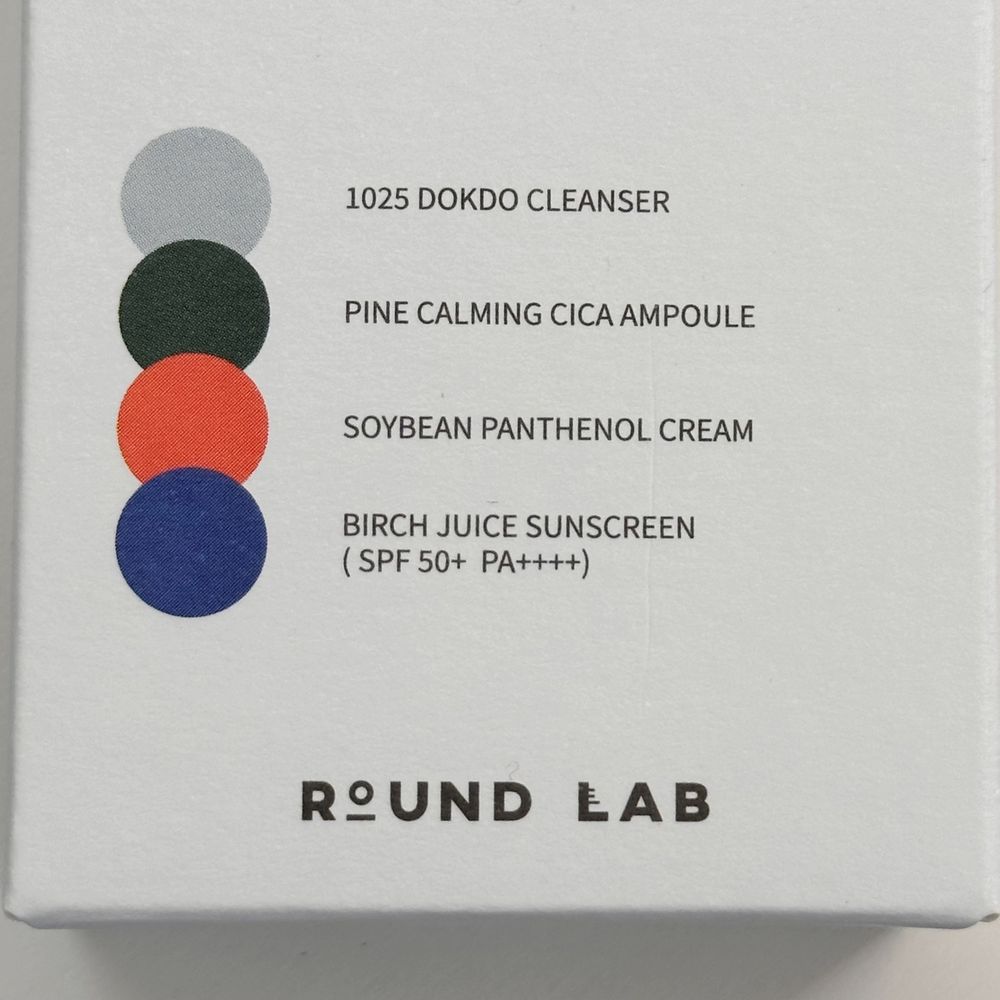 1025 DOKDO CLEANSER
PINE CALMING CICA AMPOULE
SOYBEAN PANTHENOL CREAM
BIRCH JUICE SUNSCREEN
( SPF 50+ PA++++)
ROUND LAB